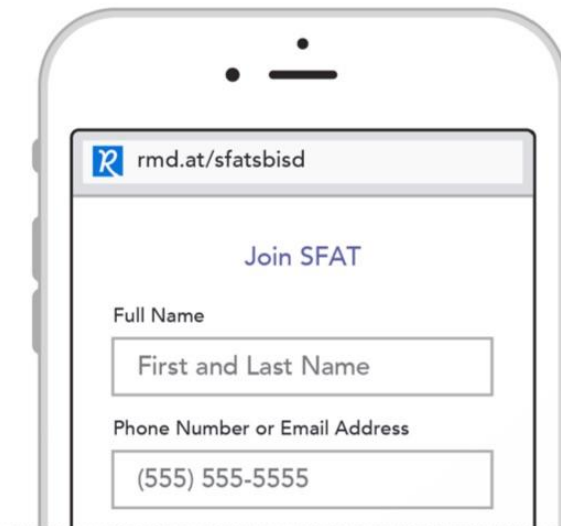 rmd.at/sfatsbisd
Join SFAT
Full Name
First and Last Name
Phone Number or Email Address
(555) 555-5555